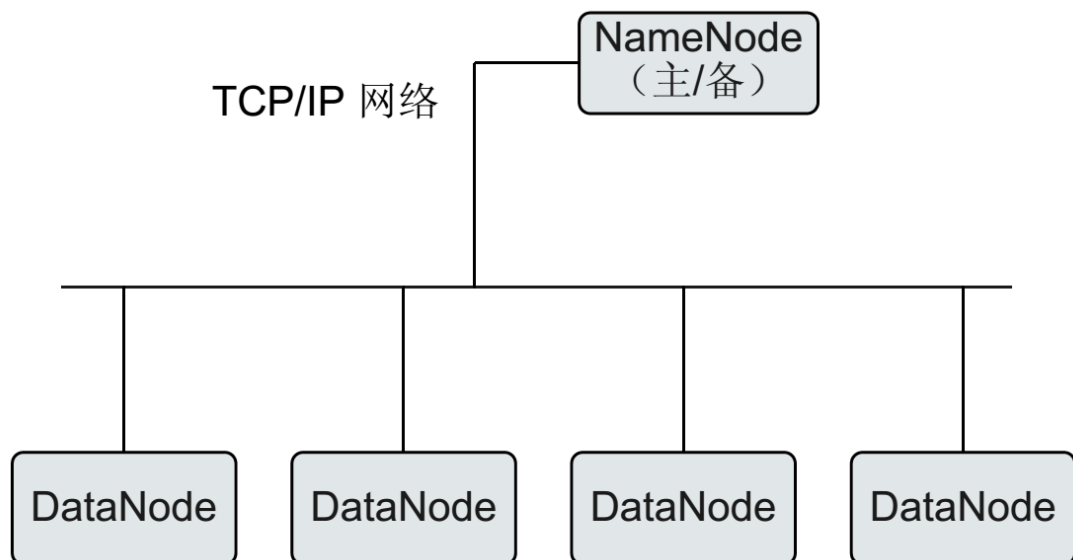 NameNode
（主/备）
TCP/IP 网络
DataNode
DataNode
DataNode
DataNode